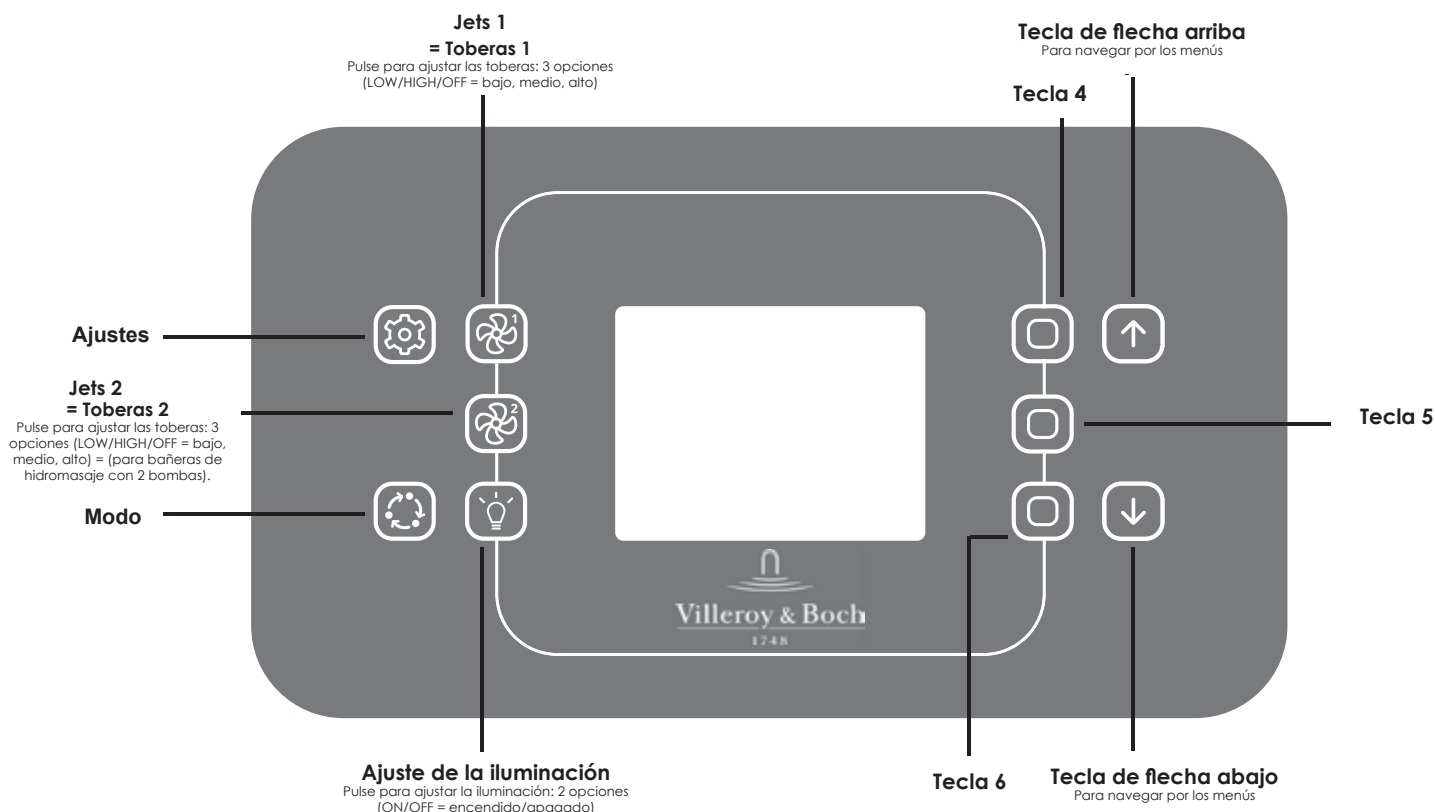 Jets 1
= Toberas 1
Pulse para ajustar las toberas: 3 opciones
(LOW/HIGH/OFF = bajo, medio, alto)
Tecla de flecha arriba
Para navegar por los menús
Tecla 4
Ajustes
1
Jets 2
= Toberas 2
Pulse para ajustar las toberas: 3
opciones (LOW/HIGH/OFF = bajo,
medio, alto) = (para bañeras de
hidromasaje con 2 bombas).
2
Tecla 5
Modo
Villeroy & Boch
1748
Ajuste de la iluminación
Pulse para ajustar la iluminación: 2 opciones
(ON/OFF = encendido/apagado)
Tecla 6
Tecla de flecha abajo
Para navegar por los menús